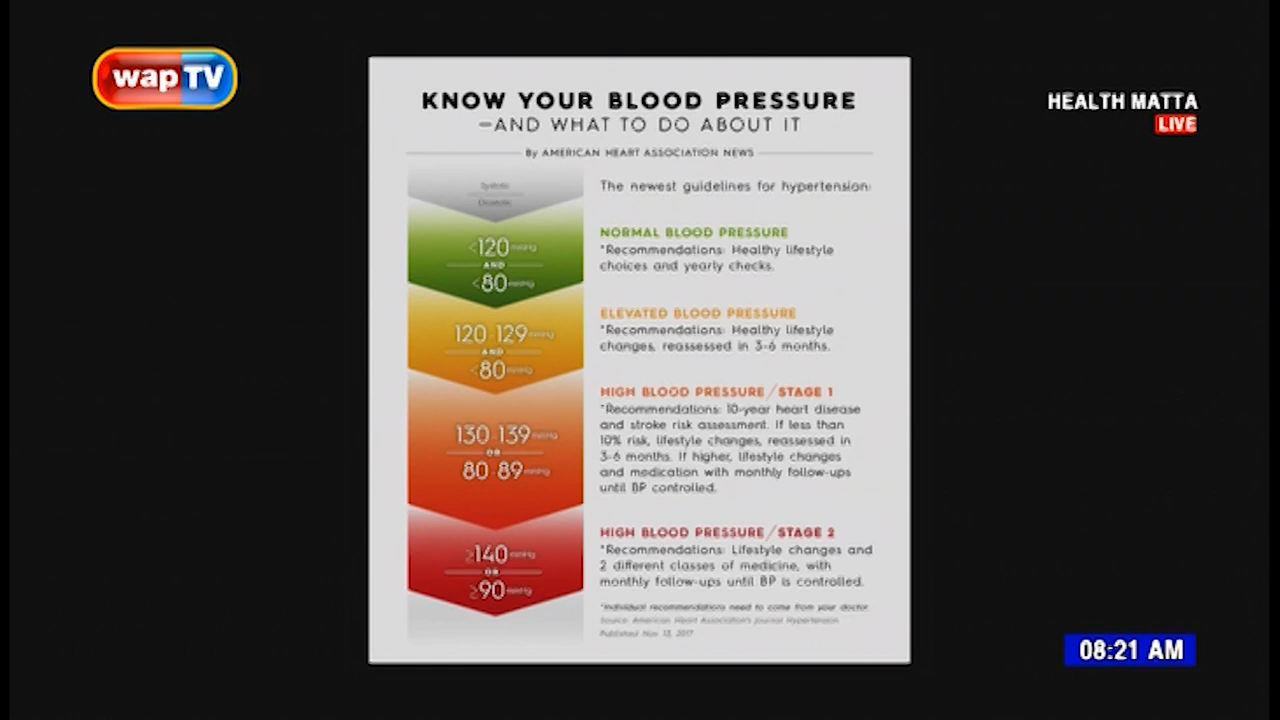 wap TV
HEALTH MATTA
LIVE
KNOW YOUR BLOOD PRESSURE
—AND WHAT TO DO ABOUT IT
By AMERICAN HEART ASSOCIATION NEWS
Systolic
Diastolic
The newest guidelines for hypertension:
<120 mmHg
AND
<80 mmHg
NORMAL BLOOD PRESSURE
*Recommendations: Healthy lifestyle
choices and yearly checks.
120-129 mmHg
AND
<80 mmHg
ELEVATED BLOOD PRESSURE
*Recommendations: Healthy lifestyle
changes, reassessed in 3-6 months.
130-139 mmHg
OR
80-89 mmHg
HIGH BLOOD PRESSURE/STAGE 1
*Recommendations: 10-year heart disease
and stroke risk assessment. If less than
10% risk, lifestyle changes, reassessed in
3-6 months. If higher, lifestyle changes
and medication with monthly follow-ups
until BP controlled.
≥140 mmHg
OR
≥90 mmHg
HIGH BLOOD PRESSURE/STAGE 2
*Recommendations: Lifestyle changes and
2 different classes of medicine, with
monthly follow-ups until BP is controlled.
*Individual recommendations need to come from your doctor.
Source: American Heart Association's journal Hypertension
Published Nov. 13, 2017
08:21 AM